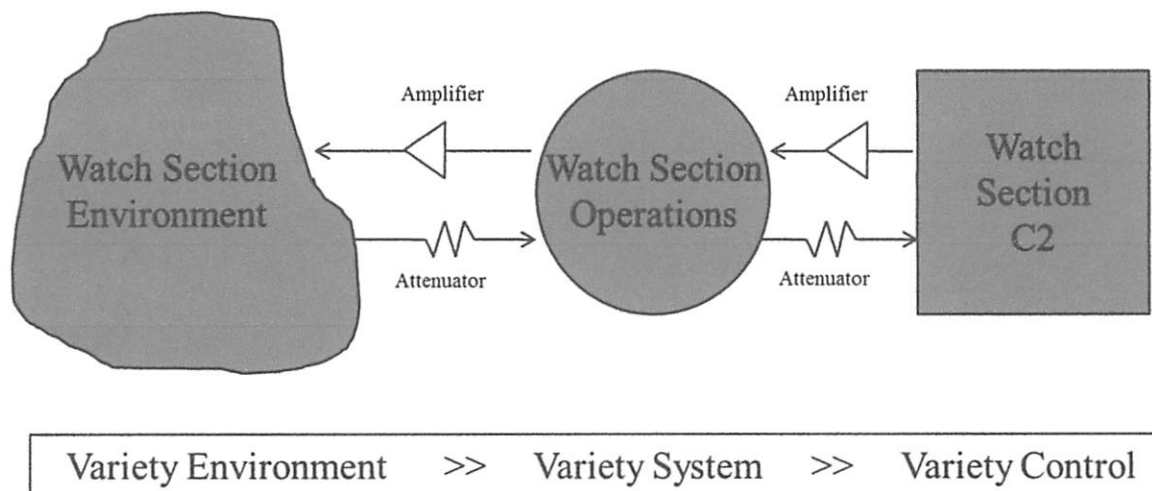 Amplifier
Amplifier
Watch Section
Environment
Watch Section
Operations
Watch
Section
C2
Attenuator
Attenuator
Variety Environment >> Variety System >> Variety Control